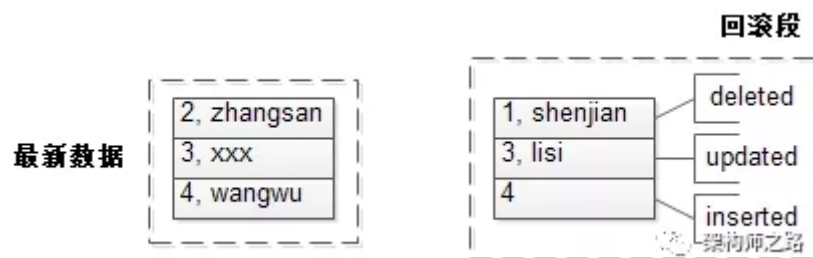 回滚段
最新数据
2, zhangsan
3, xxx
4, wangwu
1, shenjian
3, lisi
4
deleted
updated
inserted
架构师之路